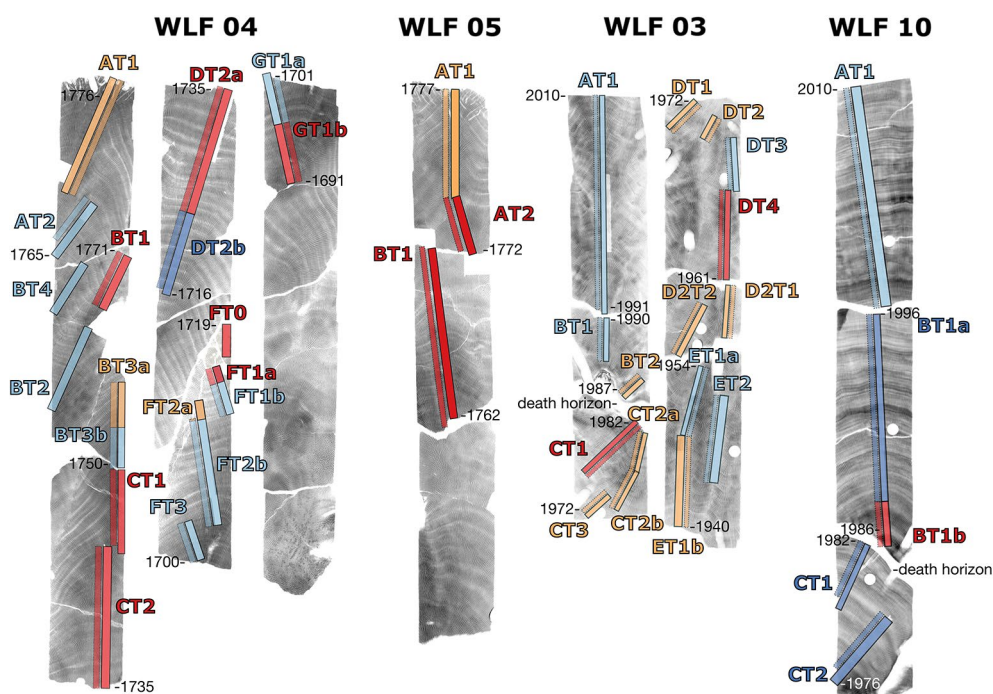 WLF 04
WLF 05
WLF 03
WLF 10
AT1
1776-
AT2
1765-
BT4
1771-
BT1
BT2
BT3a
BT3b
1750-
CT1
CT2
-1735
DT2a
1735-
DT2b
-1716
FT0
1719-
FT1a
FT1b
FT2a
FT2b
FT3
1700-
GT1a
-1701
GT1b
-1691
AT1
1777-
AT2
-1772
BT1
-1762
AT1
2010-
-1991
-1990
BT1
BT2
1987-
death horizon-
1982-
CT2a
CT1
1972-
CT3
CT2b
DT1
1972-
DT2
DT3
DT4
1961-
D2T2
D2T1
1954-
ET1a
ET2
-1940
ET1b
AT1
2010-
-1996
BT1a
1986-
BT1b
1982-
-death horizon
CT1
CT2
-1976